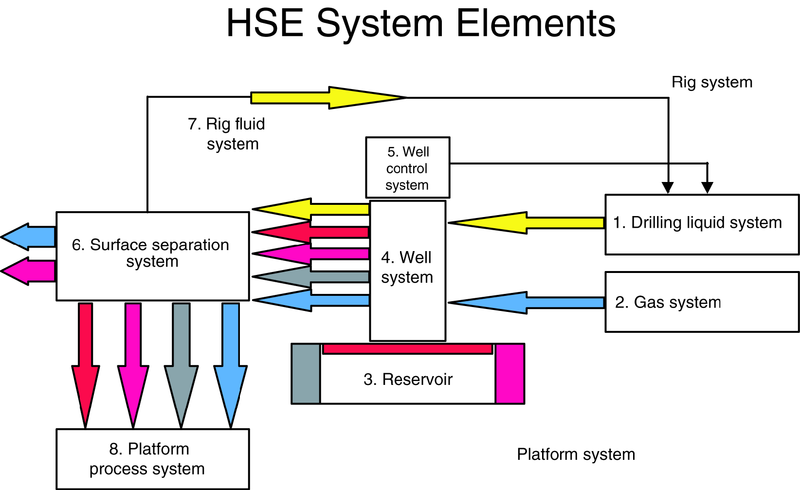 HSE System Elements
Rig system
7. Rig fluid
system
5. Well
control
system
1. Drilling liquid system
6. Surface separation
system
4. Well
system
2. Gas system
3. Reservoir
8. Platform
process system
Platform system